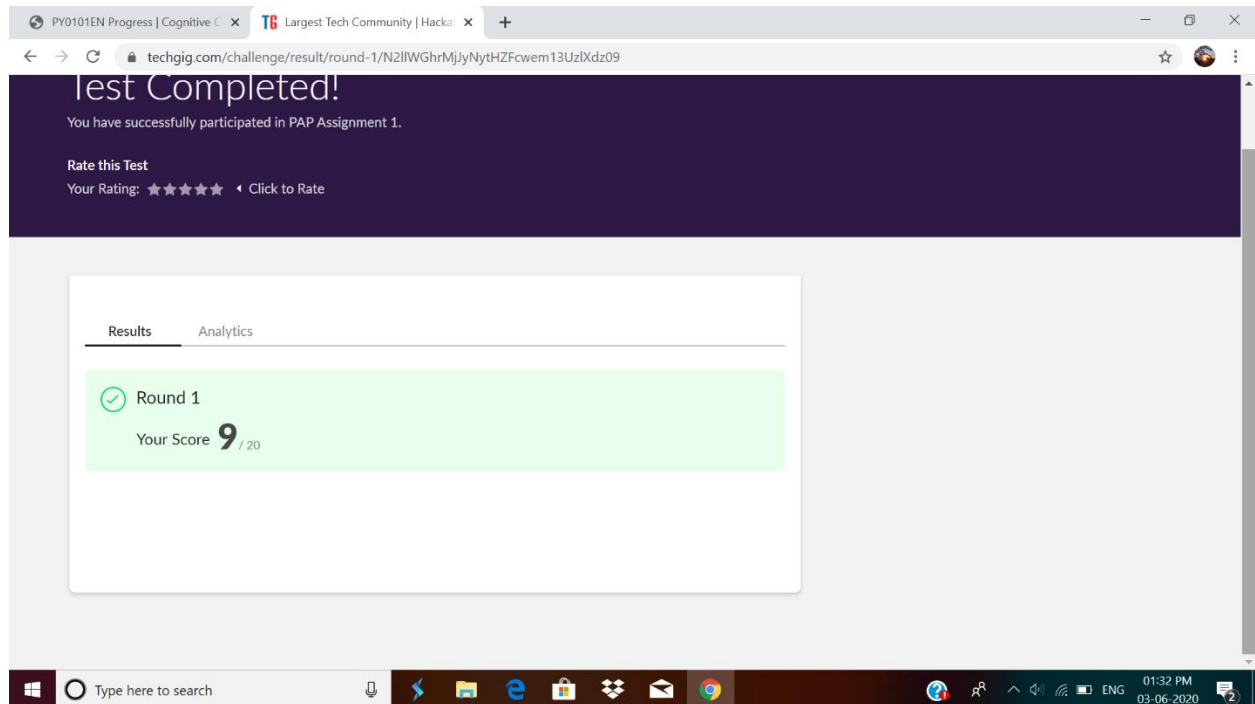 PY0101EN Progress | Cognitive C
TG Largest Tech Community | Hacka
techgig.com/challenge/result/round-1/N2llWGhrMjJyNytHZFcwem13UzlXdz09
Test Completed!
You have successfully participated in PAP Assignment 1.
Rate this Test
Your Rating: Click to Rate
Results Analytics
Round 1
Your Score 9 / 20
Type here to search
ENG
01:32 PM
03-06-2020
2